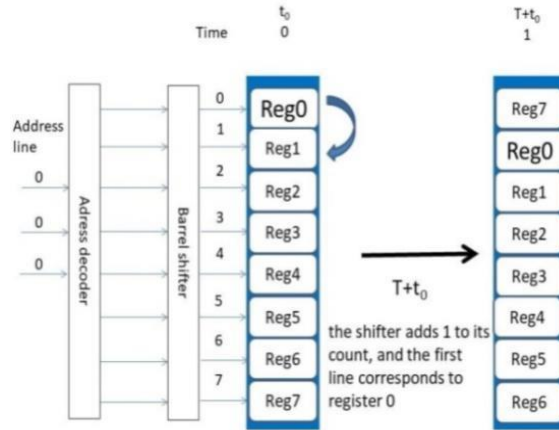 t0
T+t0
Time
0
1
Address
line
0
0
0
Adress decoder
Barrel shifter
0
1
2
3
4
5
6
7
Reg0
Reg1
Reg2
Reg3
Reg4
Reg5
Reg6
Reg7
T+t0
the shifter adds 1 to its
count, and the first
line corresponds to
register 0
Reg7
Reg0
Reg1
Reg2
Reg3
Reg4
Reg5
Reg6